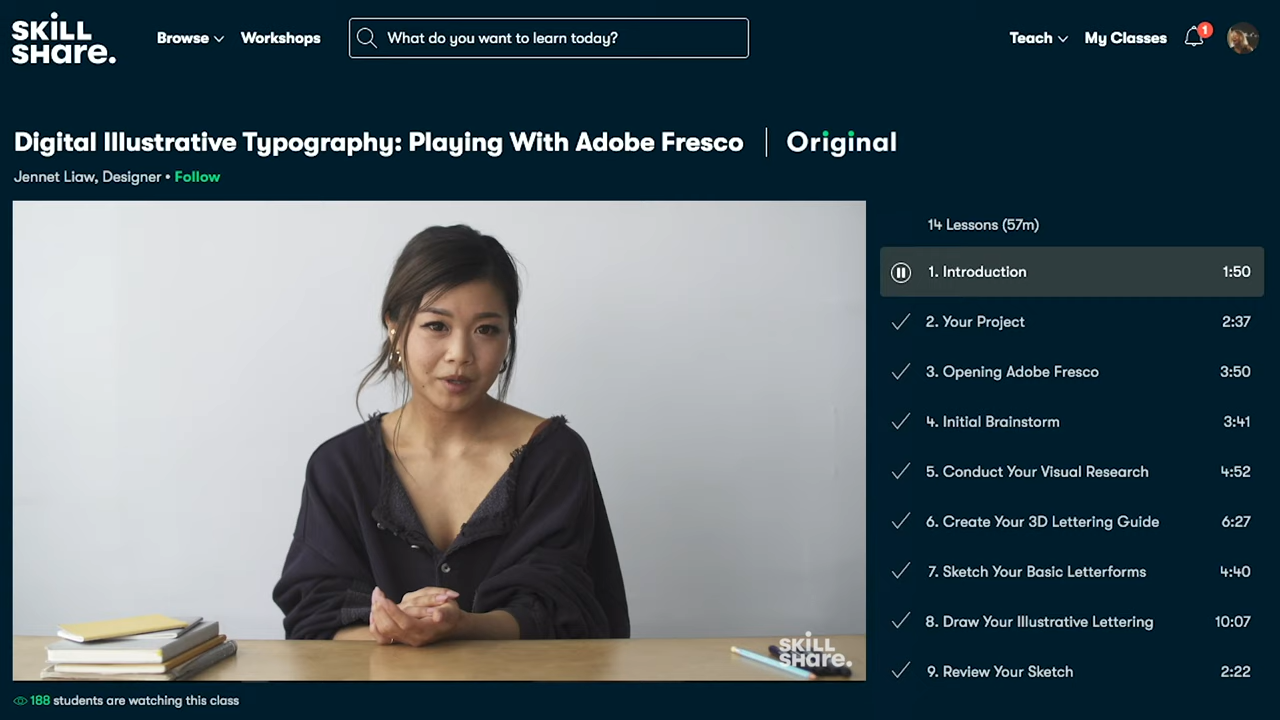 SKILL SHARE.
Browse
Workshops
What do you want to learn today?
Teach
My Classes
1
Digital Illustrative Typography: Playing With Adobe Fresco | Original
Jennet Liaw, Designer • Follow
14 Lessons (57m)
1. Introduction 1:50
2. Your Project 2:37
3. Opening Adobe Fresco 3:50
4. Initial Brainstorm 3:41
5. Conduct Your Visual Research 4:52
6. Create Your 3D Lettering Guide 6:27
7. Sketch Your Basic Letterforms 4:40
8. Draw Your Illustrative Lettering 10:07
9. Review Your Sketch 2:22
SKILL SHARE.
188 students are watching this class